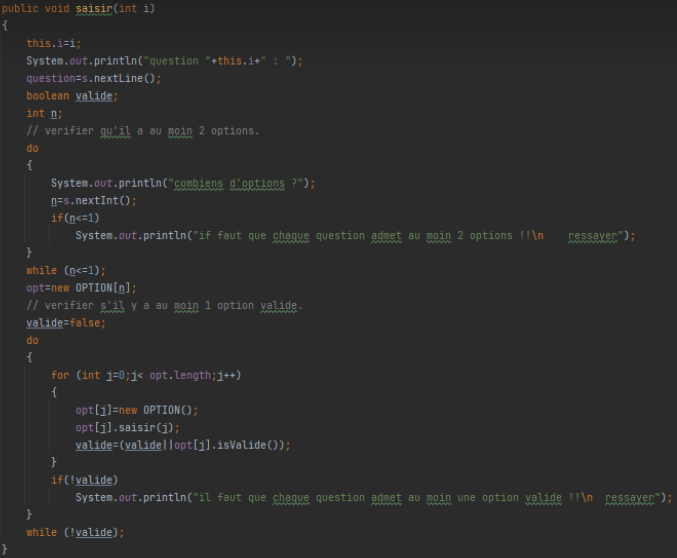 public void saisir(int i)
{
    this.i=i;
    System.out.println("question "+this.i+" : ");
    question=s.nextLine();
    boolean valide;
    int n;
    // verifier qu'il a au moin 2 options.
    do
    {
        System.out.println("combiens d'options ?");
        n=s.nextInt();
        if(n<=1)
            System.out.println("if faut que chaque question admet au moin 2 options !!\n    ressayer");
    }
    while (n<=1);
    opt=new OPTION[n];
    // verifier s'il y a au moin 1 option valide.
    valide=false;
    do
    {
        for (int j=0;j< opt.length;j++)
        {
            opt[j]=new OPTION();
            opt[j].saisir(j);
            valide=(valide||opt[j].isValide());
        }
        if(!valide)
            System.out.println("il faut que chaque question admet au moin une option valide !!\n  ressayer");
    }
    while (!valide);
}